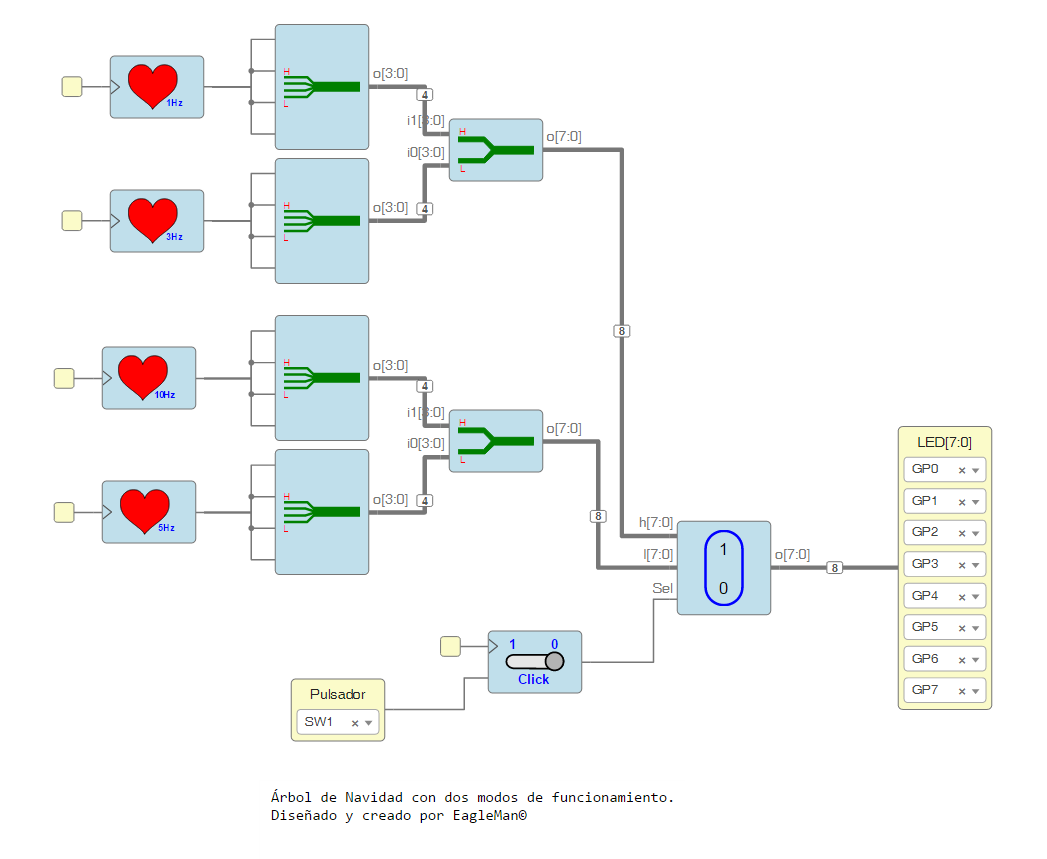 H
L
1Hz
o[3:0]
4
i1[3:0]
H
L
o[7:0]
i0[3:0]
H
L
3Hz
o[3:0]
4
8
H
L
10Hz
o[3:0]
4
i1[3:0]
H
L
o[7:0]
i0[3:0]
H
L
5Hz
o[3:0]
4
8
h[7:0]
l[7:0]
Sel
1
0
o[7:0]
8
LED[7:0]
GP0 × ▾
GP1 × ▾
GP2 × ▾
GP3 × ▾
GP4 × ▾
GP5 × ▾
GP6 × ▾
GP7 × ▾
1 0
Click
Pulsador
SW1 × ▾
Árbol de Navidad con dos modos de funcionamiento.
Diseñado y creado por EagleMan©